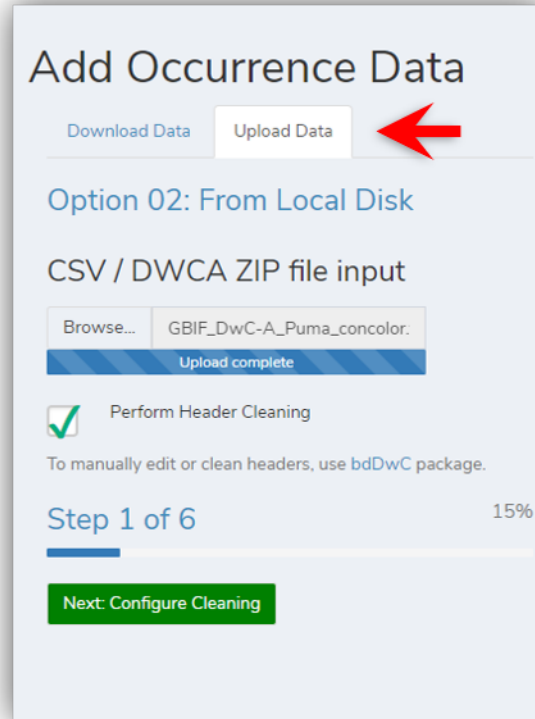 Add Occurrence Data
Download Data Upload Data
Option 02: From Local Disk
CSV / DWCA ZIP file input
Browse... GBIF_DwC-A_Puma_concolor.
Upload complete
Perform Header Cleaning
To manually edit or clean headers, use bdDwC package.
Step 1 of 6 15%
Next: Configure Cleaning